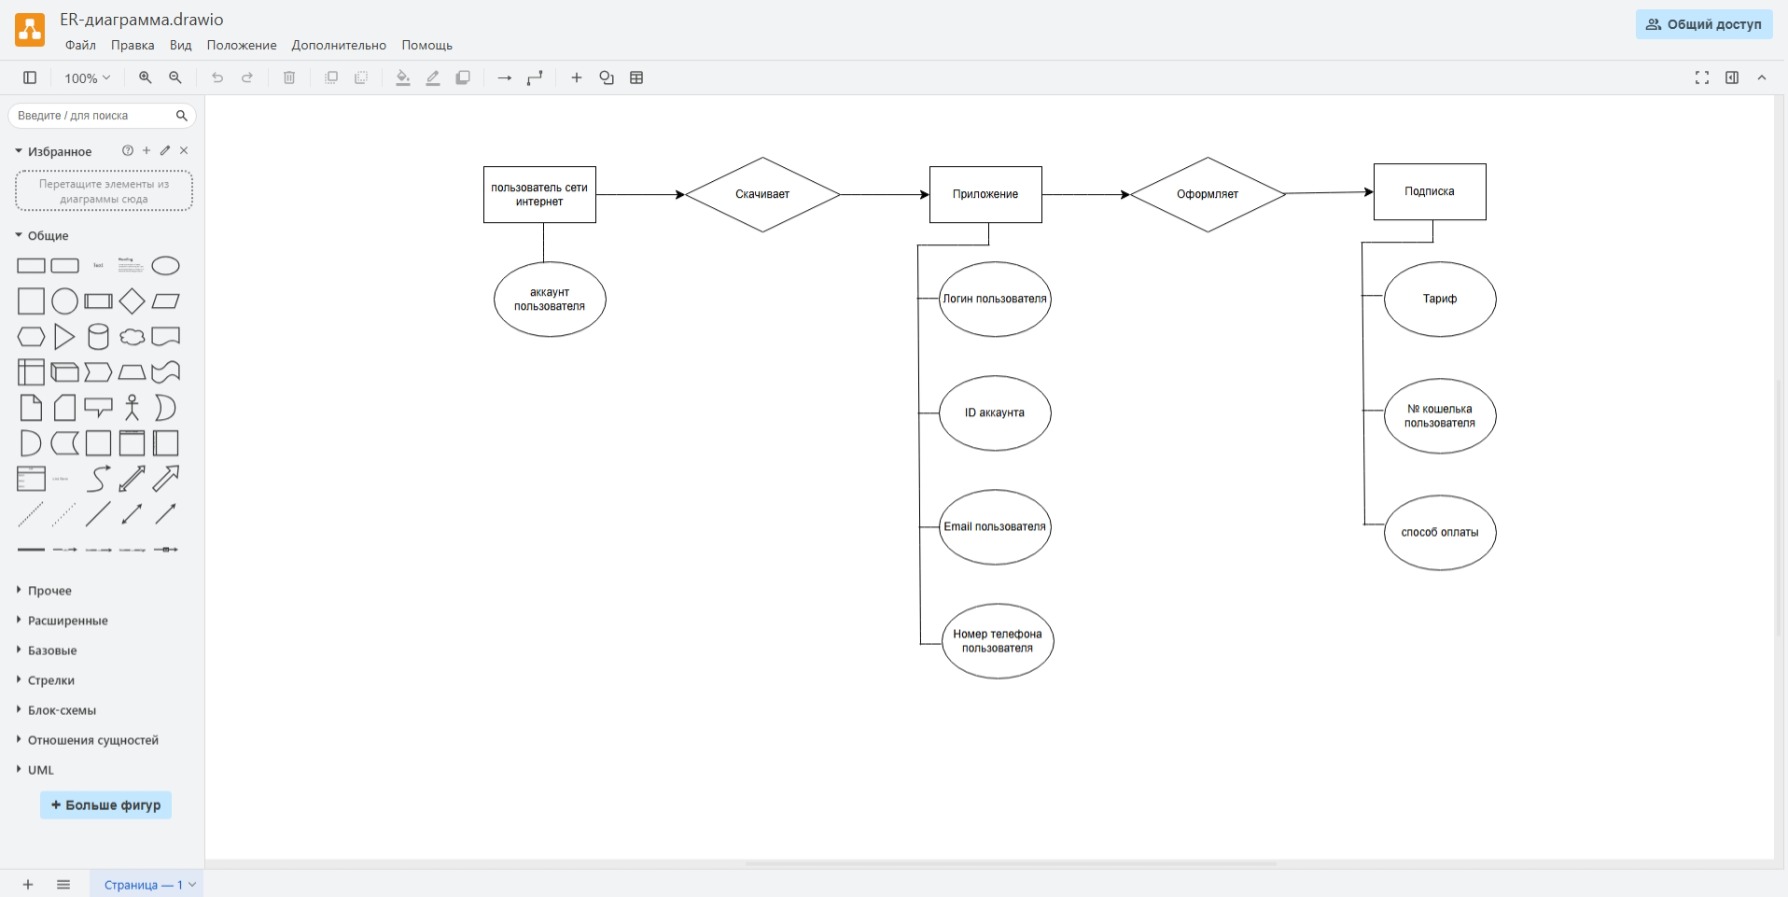 ER-диаграмма.drawio
Файл Правка Вид Положение Дополнительно Помощь
Общий доступ
100%
Введите / для поиска
Избранное
Перетащите элементы из
диаграммы сюда
Общие
Text
Heading
Прочее
Расширенные
Базовые
Стрелки
Блок-схемы
Отношения сущностей
UML
+ Больше фигур
пользователь сети
интернет
Скачивает
Приложение
Оформляет
Подписка
аккаунт
пользователя
Логин пользователя
ID аккаунта
Email пользователя
Номер телефона
пользователя
Тариф
№ кошелька
пользователя
способ оплаты
Страница — 1